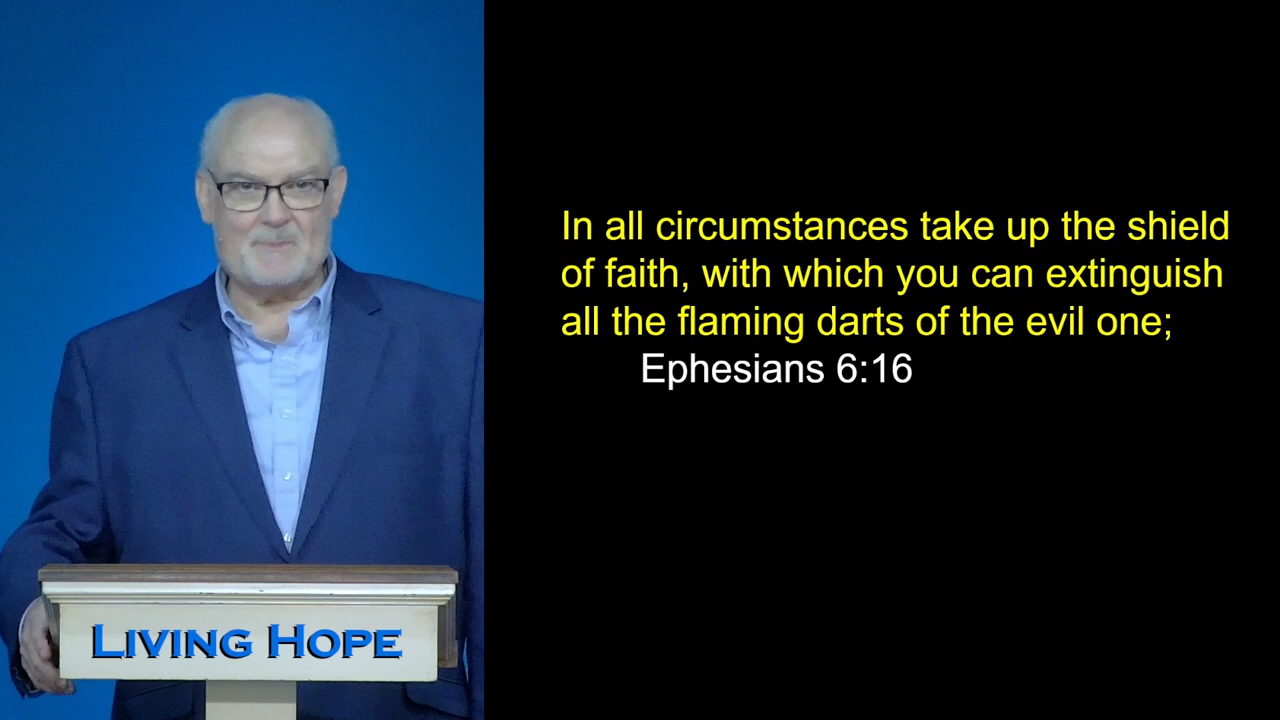 In all circumstances take up the shield
of faith, with which you can extinguish
all the flaming darts of the evil one;
Ephesians 6:16
LIVING HOPE